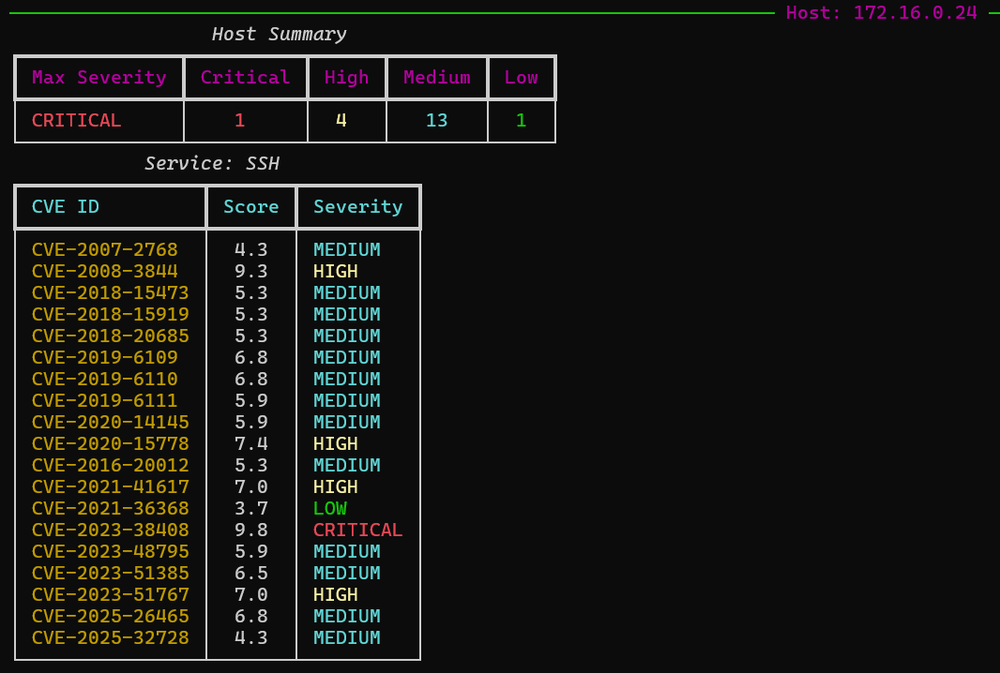 Host: 172.16.0.24
Host Summary
Max Severity Critical High Medium Low
CRITICAL 1 4 13 1
Service: SSH
CVE ID Score Severity
CVE-2007-2768 4.3 MEDIUM
CVE-2008-3844 9.3 HIGH
CVE-2018-15473 5.3 MEDIUM
CVE-2018-15919 5.3 MEDIUM
CVE-2018-20685 5.3 MEDIUM
CVE-2019-6109 6.8 MEDIUM
CVE-2019-6110 6.8 MEDIUM
CVE-2019-6111 5.9 MEDIUM
CVE-2020-14145 5.9 MEDIUM
CVE-2020-15778 7.4 HIGH
CVE-2016-20012 5.3 MEDIUM
CVE-2021-41617 7.0 HIGH
CVE-2021-36368 3.7 LOW
CVE-2023-38408 9.8 CRITICAL
CVE-2023-48795 5.9 MEDIUM
CVE-2023-51385 6.5 MEDIUM
CVE-2023-51767 7.0 HIGH
CVE-2025-26465 6.8 MEDIUM
CVE-2025-32728 4.3 MEDIUM